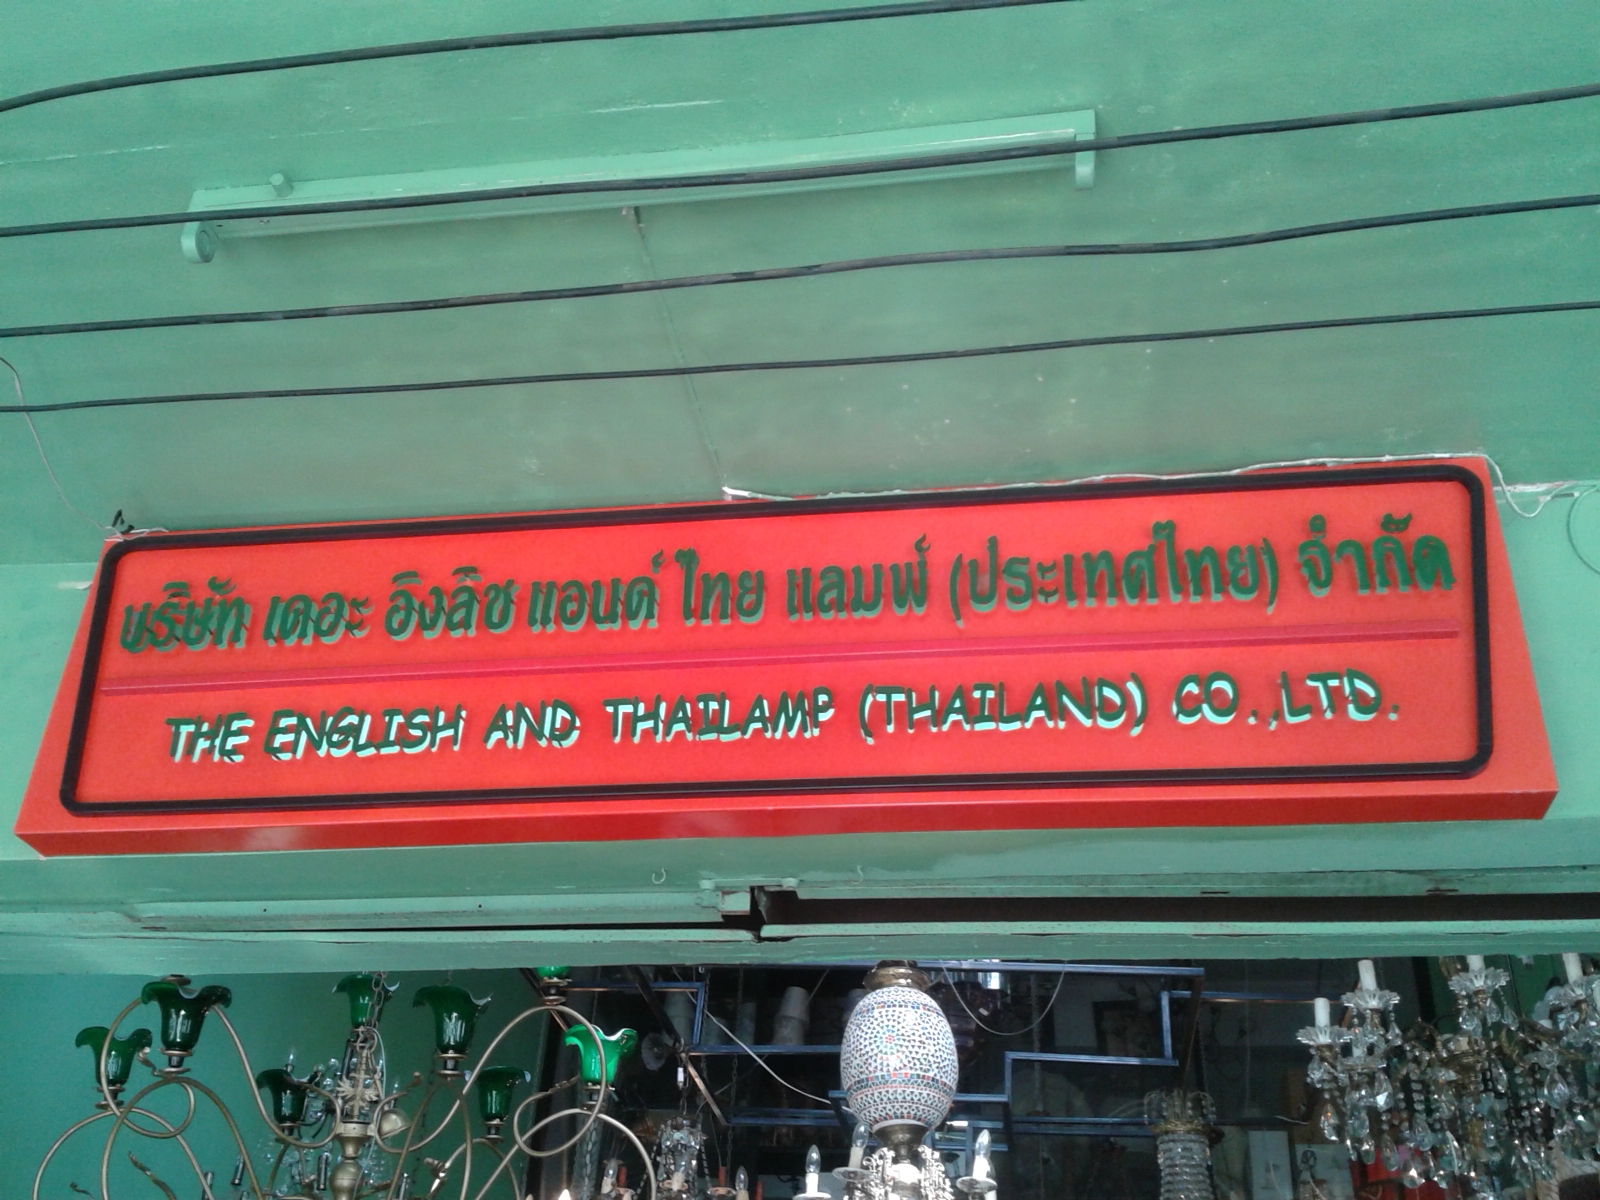 บริษัท เดอะ อิงลิช แอนด์ ไทย แลมพ์ (ประเทศไทย) จำกัด
THE ENGLISH AND THAILAMP (THAILAND) CO.,LTD.